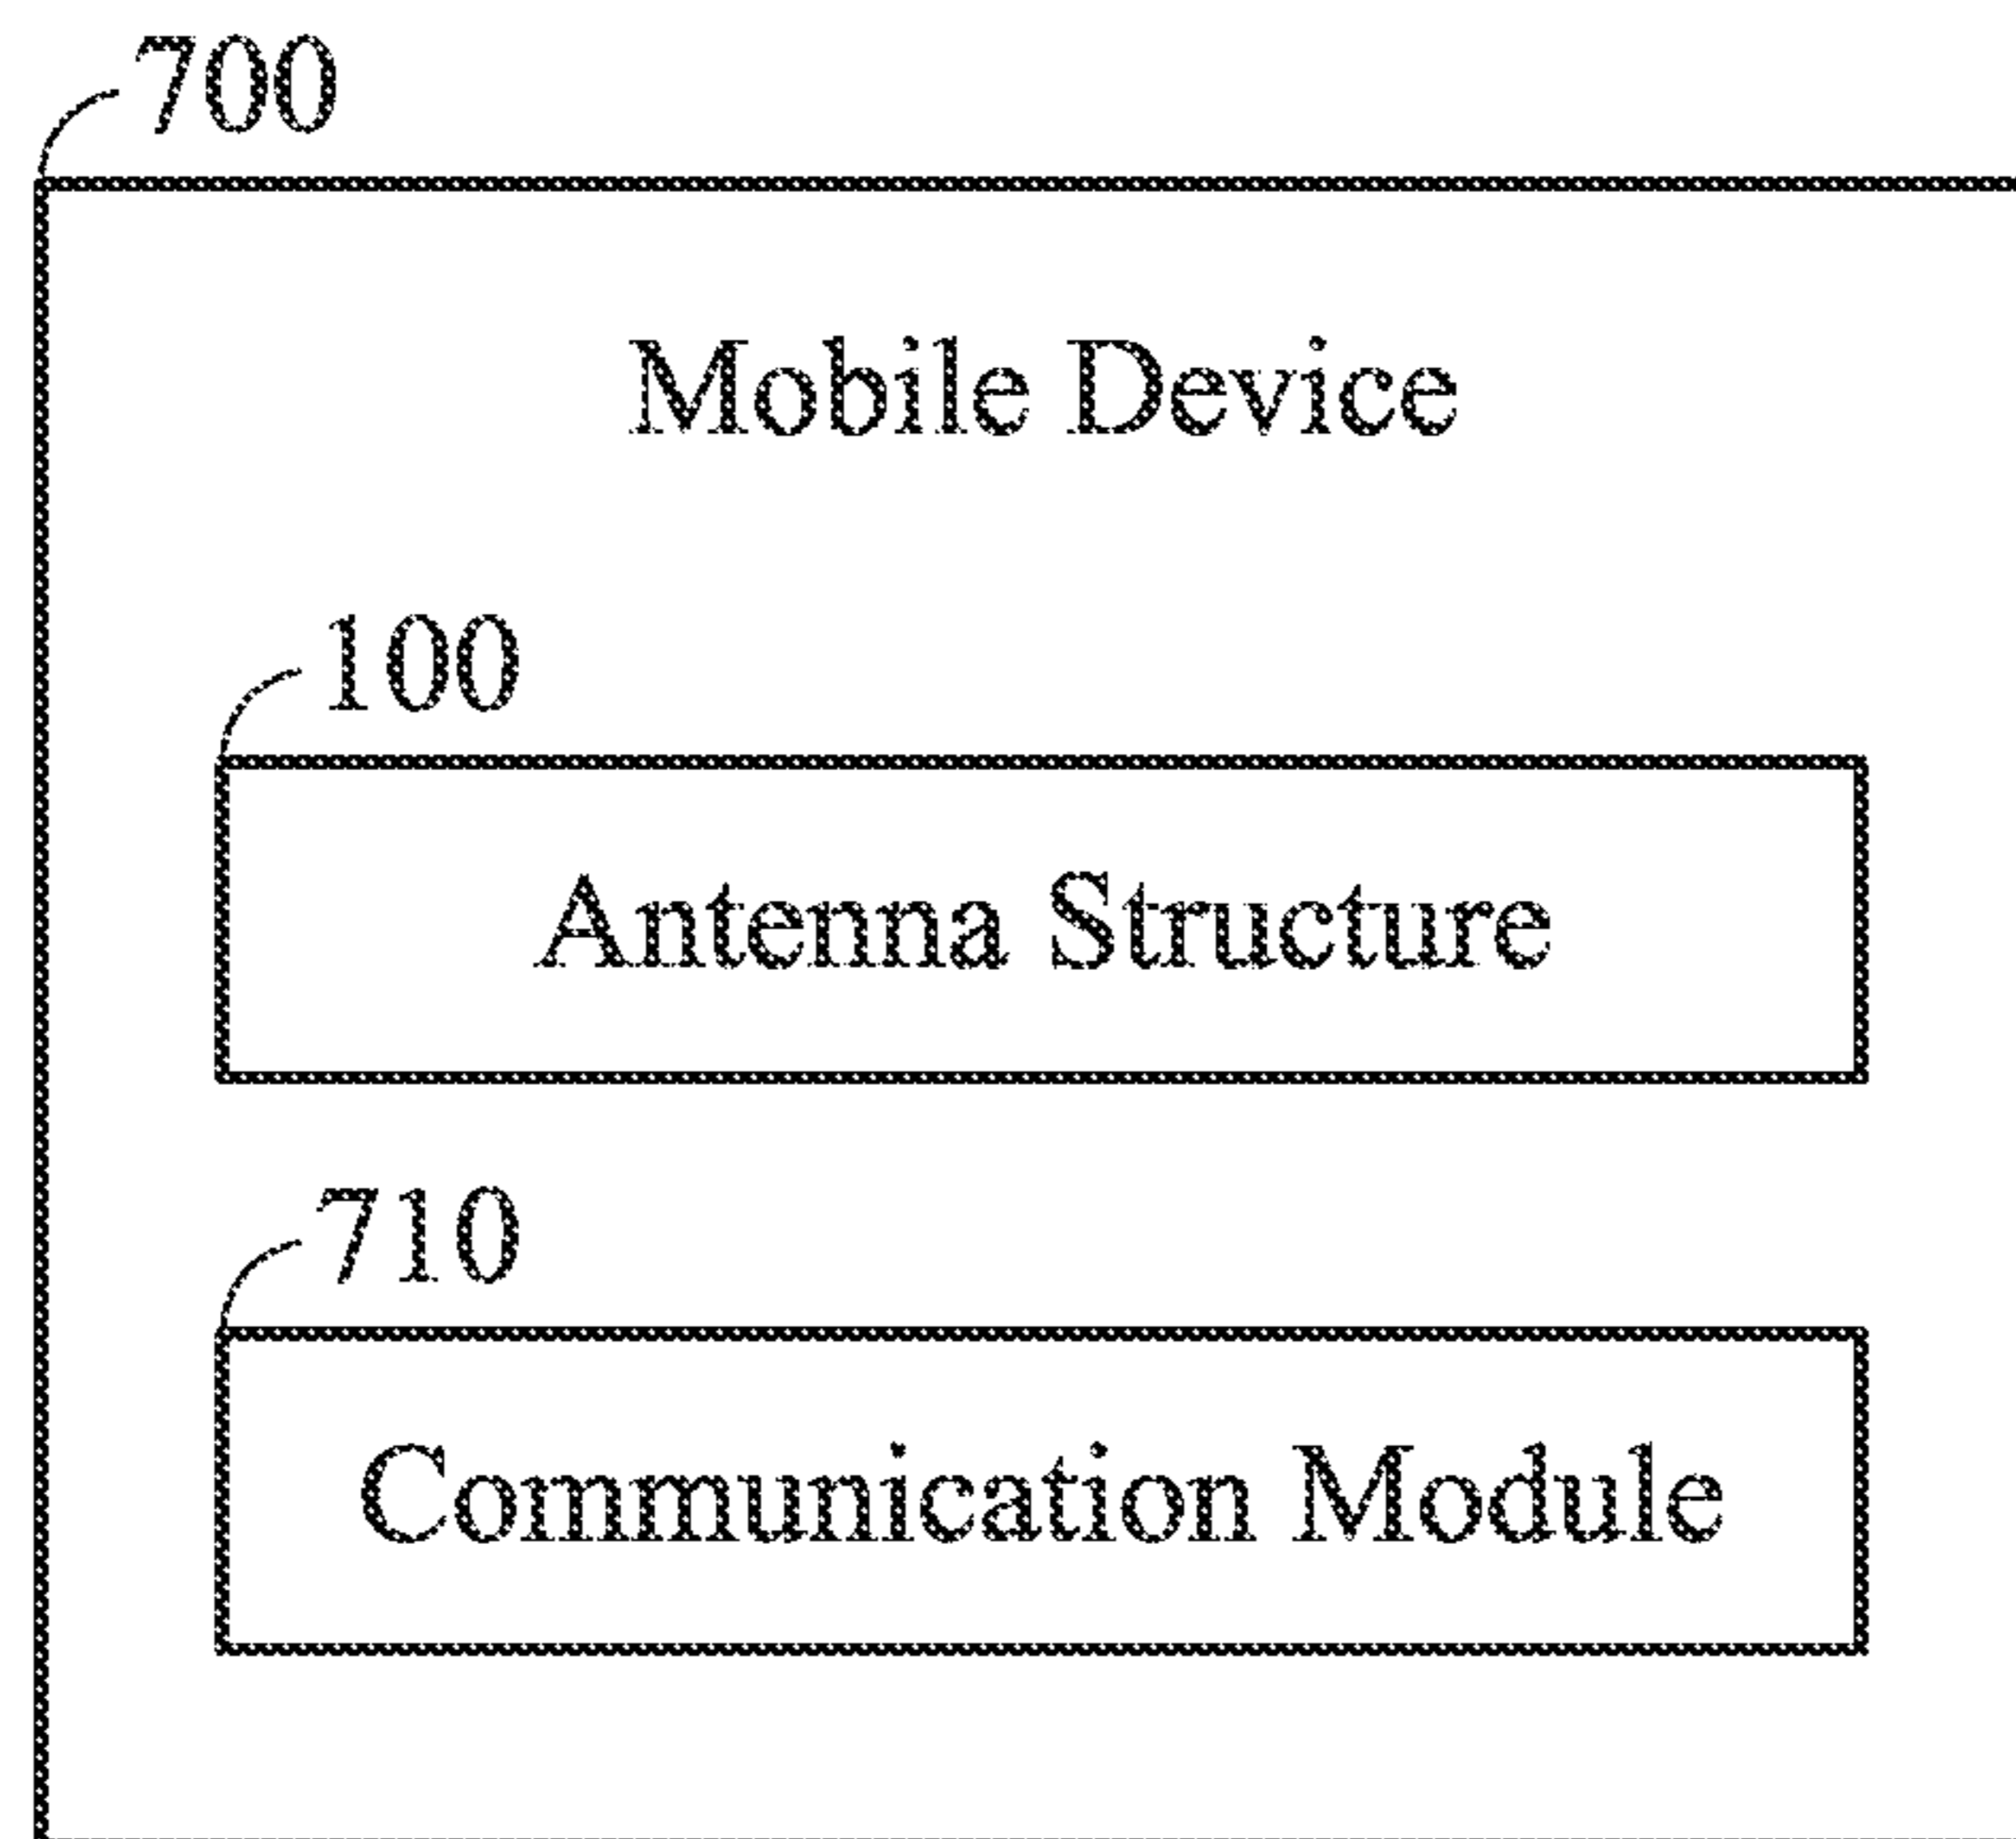 700
Mobile Device
100
Antenna Structure
710
Communication Module